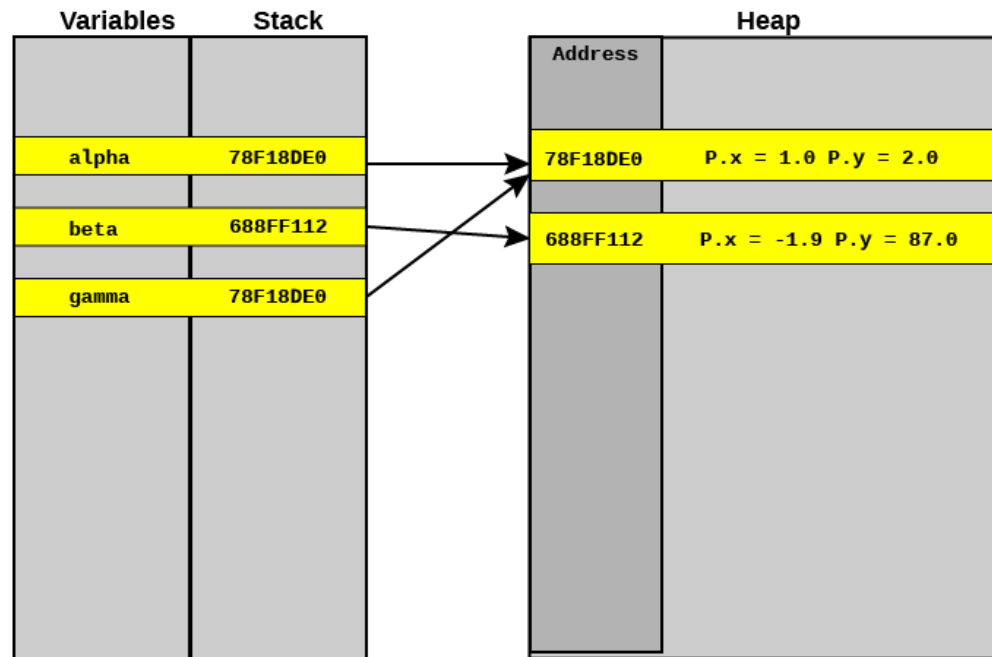 Variables Stack Heap
Address
alpha 78F18DE0 78F18DE0 P.x = 1.0 P.y = 2.0
beta 688FF112 688FF112 P.x = -1.9 P.y = 87.0
gamma 78F18DE0